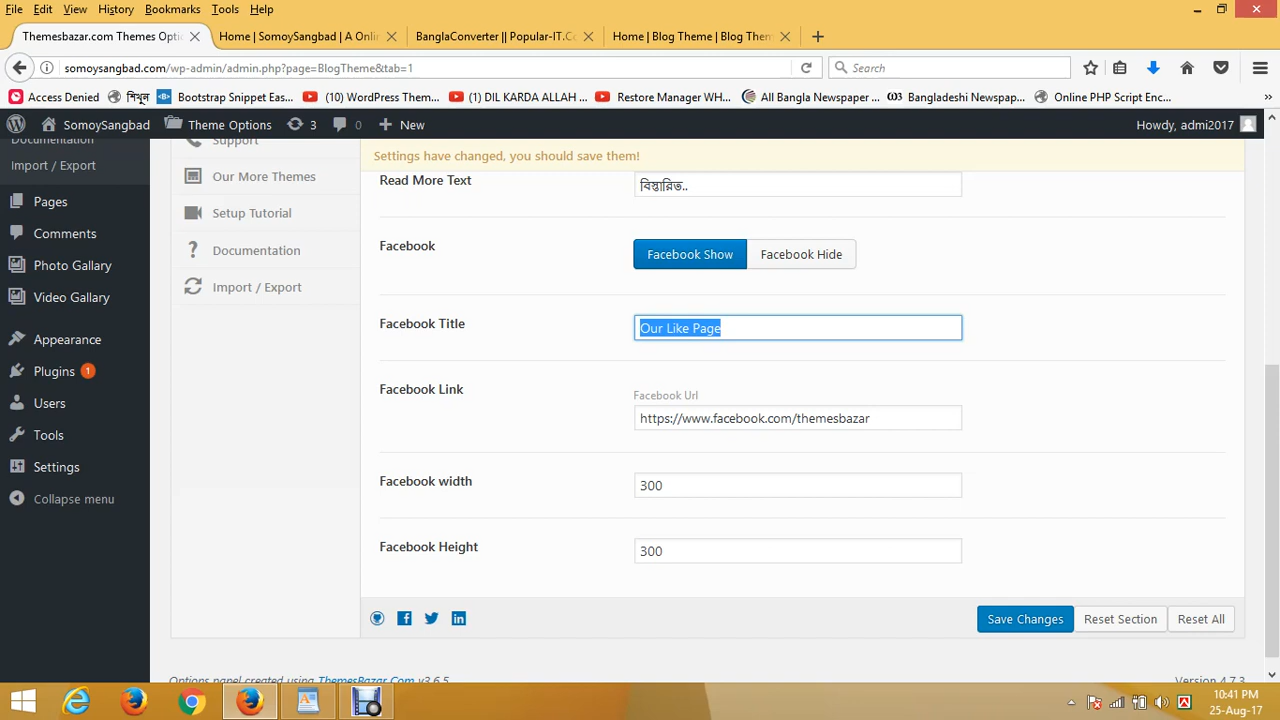 File Edit View History Bookmarks Tools Help
Themesbazar.com Themes Optio
Home | SomoySangbad | A Onli
BanglaConverter || Popular-IT.Co
Home | Blog Theme | Blog Them
somoysangbad.com/wp-admin/admin.php?page=BlogTheme&tab=1
Search
Access Denied
Bootstrap Snippet Eas...
(10) WordPress Them...
(1) DIL KARDA ALLAH ...
Restore Manager WH...
All Bangla Newspaper ...
Bangladeshi Newspap...
Online PHP Script Enc...
SomoySangbad
Theme Options
3
0
New
Howdy, admi2017
Documentation
Import / Export
Pages
Comments
Photo Gallary
Video Gallary
Appearance
Plugins 1
Users
Tools
Settings
Collapse menu
Support
Our More Themes
Setup Tutorial
Documentation
Import / Export
Settings have changed, you should save them!
Read More Text
বিস্তারিত..
Facebook
Facebook Show
Facebook Hide
Facebook Title
Our Like Page
Facebook Link
Facebook Url
https://www.facebook.com/themesbazar
Facebook width
300
Facebook Height
300
Save Changes
Reset Section
Reset All
Options panel created using ThemesBazar.Com v3.6.5
Version 4.7.3
10:41 PM
25-Aug-17